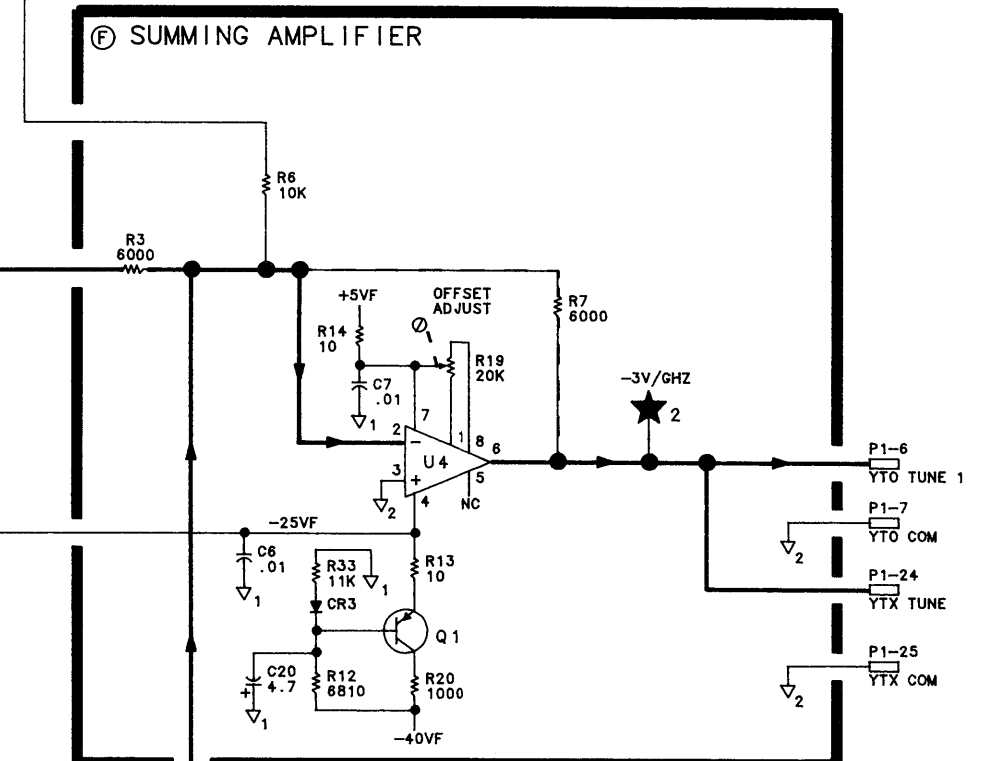 F SUMMING AMPLIFIER
R6
10K
R3
6000
+5VF
OFFSET
ADJUST
R14
10
R7
6000
R19
20K
C7
.01
1
-3V/GHZ
2
7
2
-
1
8
6
U4
3
+
5
4
2
NC
P1-6
YTO TUNE 1
P1-7
YTO COM
2
-25VF
C6
.01
1
R33
11K
1
R13
10
CR3
P1-24
YTX TUNE
Q1
P1-25
YTX COM
2
C20
4.7
+
1
R12
6810
R20
1000
-40VF